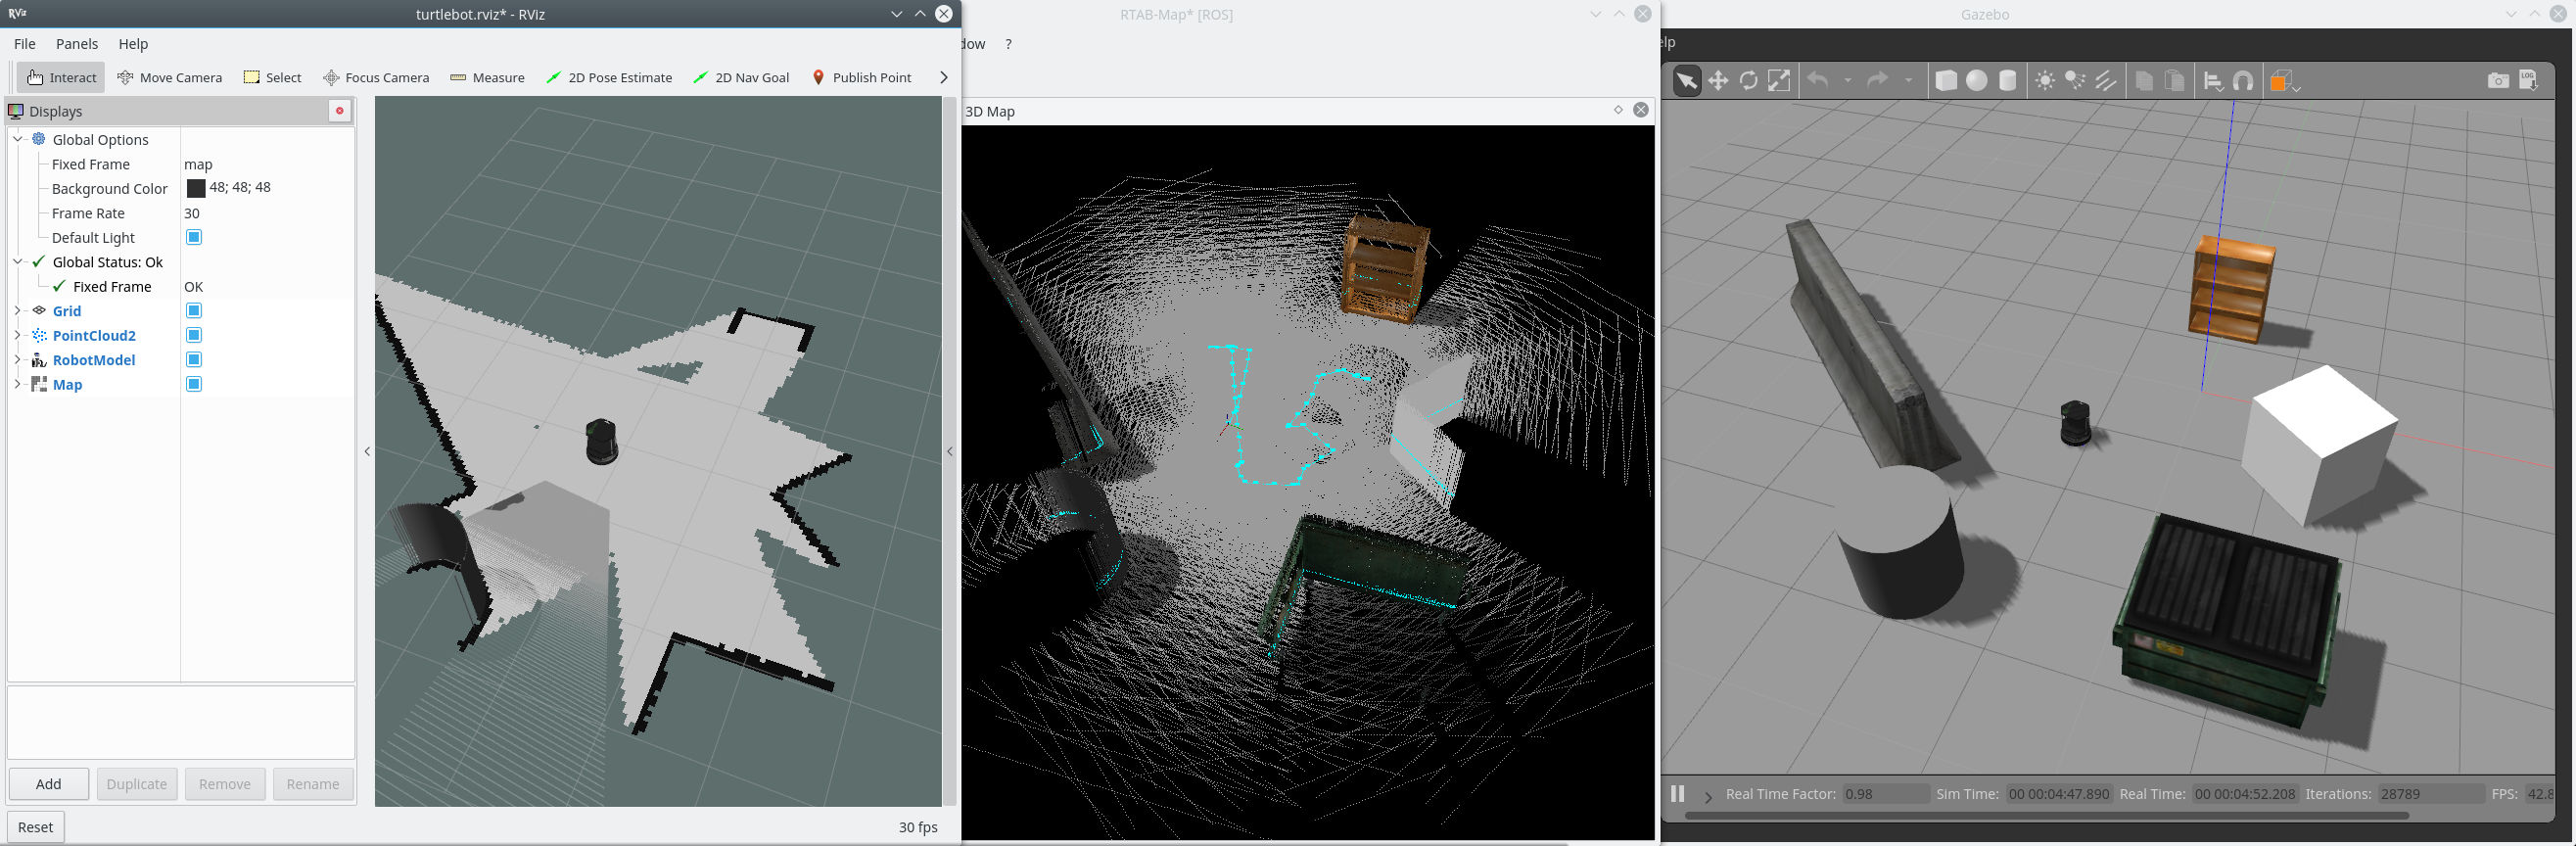 RViz turtlebot.rviz* - RViz
File Panels Help
Interact Move Camera Select Focus Camera Measure 2D Pose Estimate 2D Nav Goal Publish Point
Displays
Global Options
Fixed Frame map
Background Color 48; 48; 48
Frame Rate 30
Default Light
Global Status: Ok
Fixed Frame OK
Grid
PointCloud2
RobotModel
Map
Add Duplicate Remove Rename
Reset 30 fps
RTAB-Map* [ROS]
dow ?
3D Map
Gazebo
elp
LOG
Real Time Factor: 0.98 Sim Time: 00 00:04:47.890 Real Time: 00 00:04:52.208 Iterations: 28789 FPS: 42.8